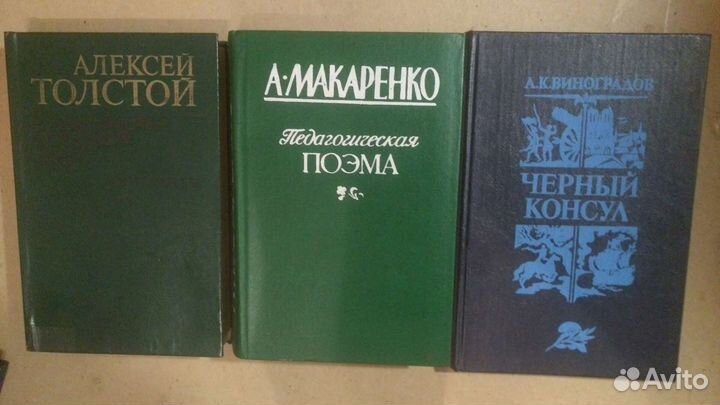 АЛЕКСЕЙ
ТОЛСТОЙ
А·МАКАРЕНКО
Педагогическая
ПОЭМА
А.К.ВИНОГРАДОВ
ЧЕРНЫЙ
КОНСУЛ
Avito